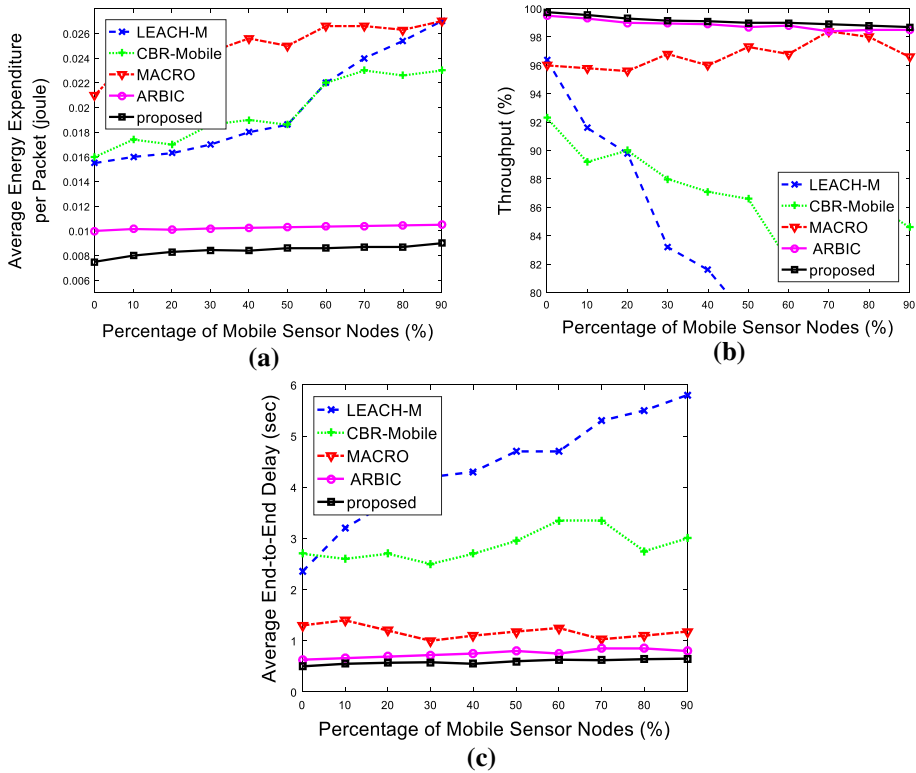 0.026
0.024
0.022
0.02
0.018
0.016
0.014
0.012
0.01
0.008
0.006
Average Energy Expenditure
per Packet (joule)
LEACH-M
CBR-Mobile
MACRO
ARBIC
proposed
0 10 20 30 40 50 60 70 80 90
Percentage of Mobile Sensor Nodes (%)
(a)
100
98
96
94
92
90
88
86
84
82
80
Throughput (%)
LEACH-M
CBR-Mobile
MACRO
ARBIC
proposed
0 10 20 30 40 50 60 70 80 90
Percentage of Mobile Sensor Nodes (%)
(b)
6
5
4
3
2
1
0
Average End-to-End Delay (sec)
LEACH-M
CBR-Mobile
MACRO
ARBIC
proposed
0 10 20 30 40 50 60 70 80 90
Percentage of Mobile Sensor Nodes (%)
(c)